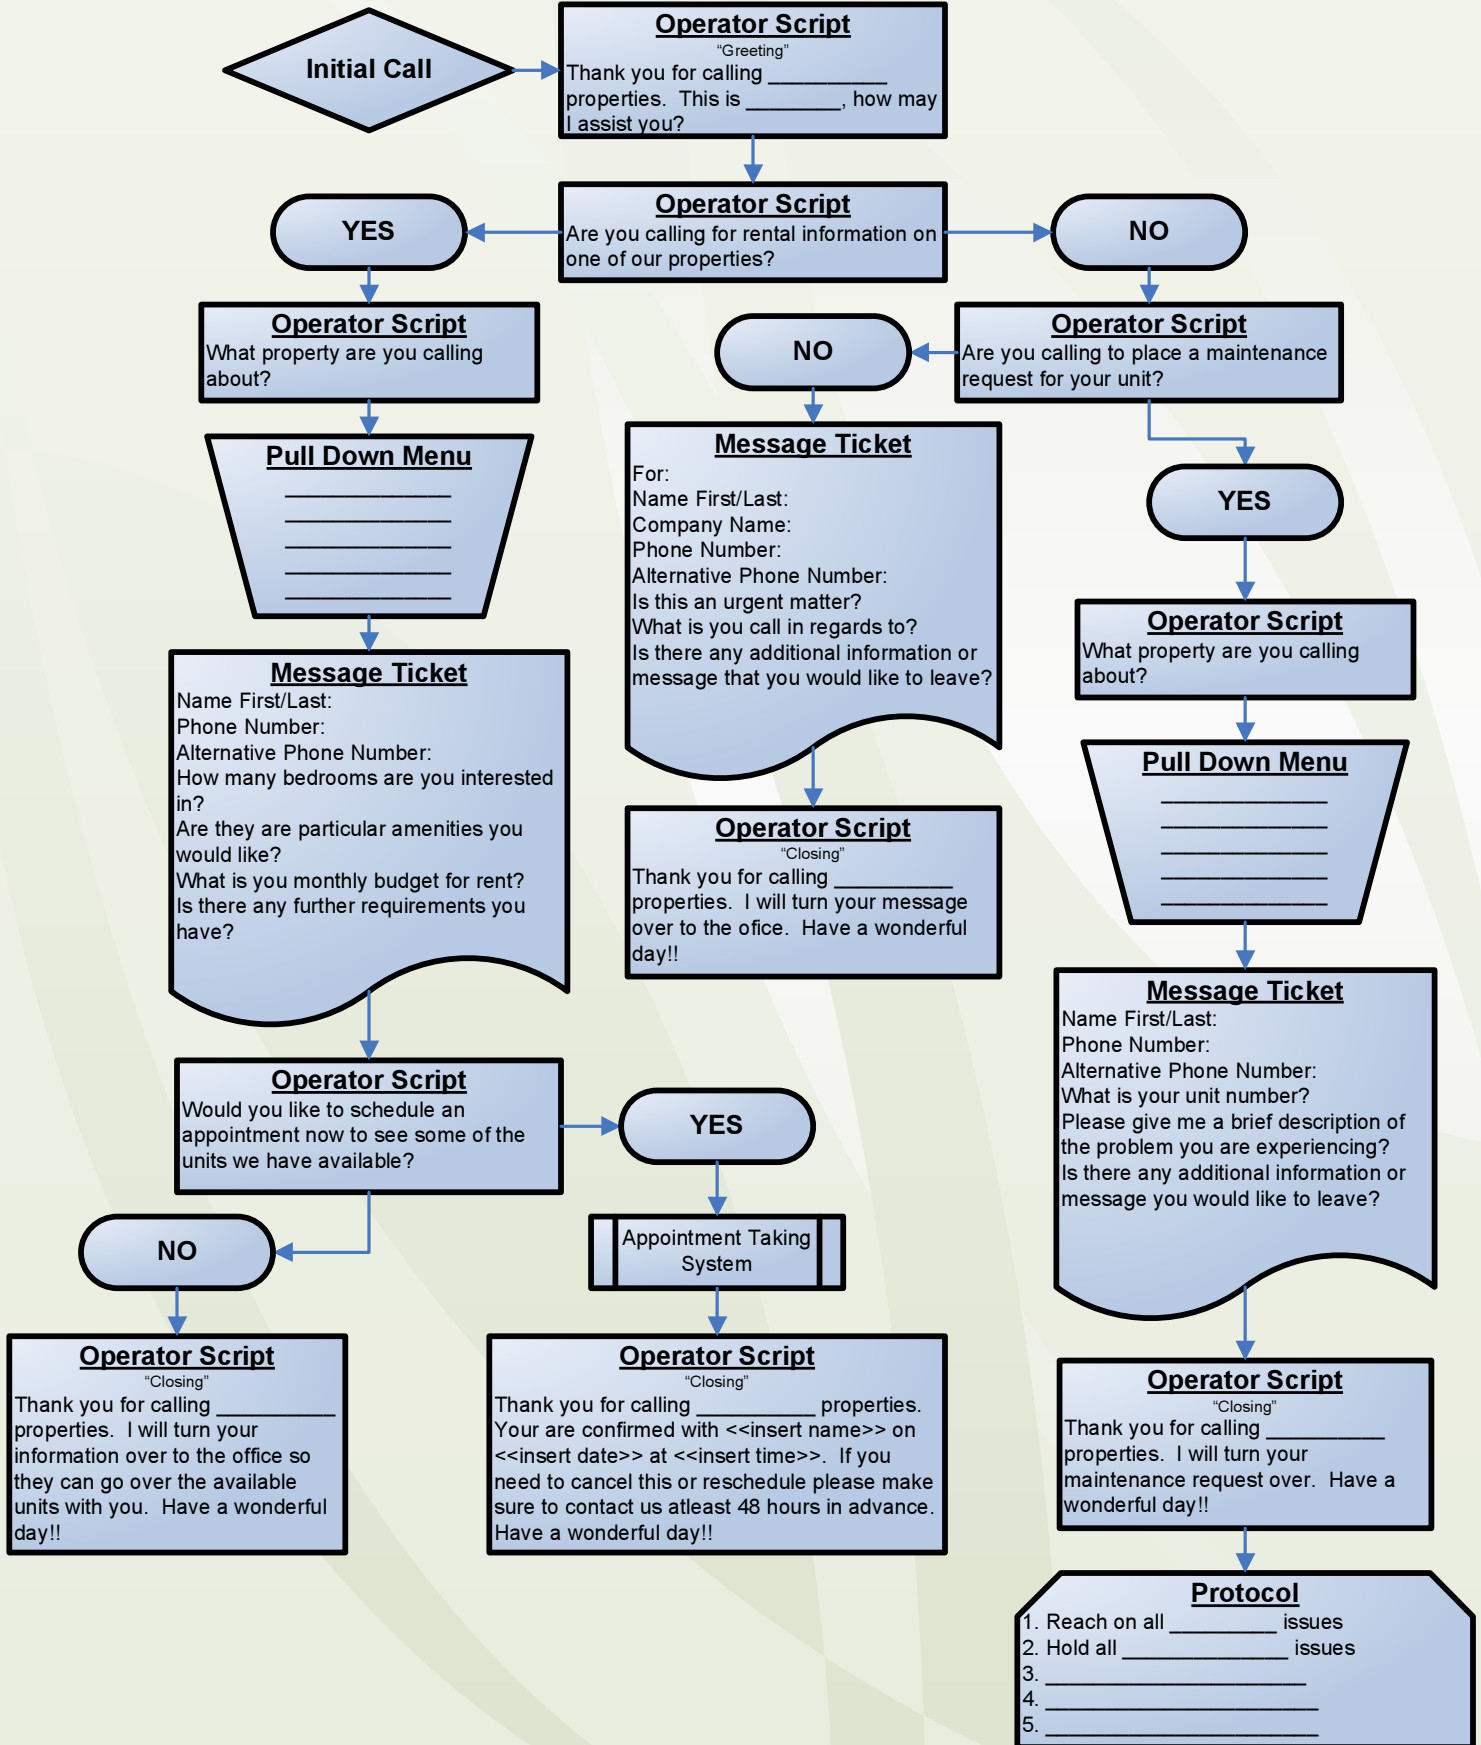 Initial Call
Operator Script
“Greeting”
Thank you for calling __________
properties.  This is ________, how may
I assist you?
Operator Script
Are you calling for rental information on
one of our properties?
YES
NO
Operator Script
What property are you calling
about?
Pull Down Menu
______________
______________
______________
______________
______________
Message Ticket
Name First/Last:
Phone Number:
Alternative Phone Number:
How many bedrooms are you interested
in?
Are they are particular amenities you
would like?
What is you monthly budget for rent?
Is there any further requirements you
have?
Operator Script
Would you like to schedule an
appointment now to see some of the
units we have available?
NO
Operator Script
“Closing”
Thank you for calling __________
properties.  I will turn your
information over to the office so
they can go over the available
units with you.  Have a wonderful
day!!
YES
Appointment Taking
System
Operator Script
“Closing”
Thank you for calling __________ properties.
Your are confirmed with <<insert name>> on
<<insert date>> at <<insert time>>.  If you
need to cancel this or reschedule please make
sure to contact us atleast 48 hours in advance.
Have a wonderful day!!
Operator Script
Are you calling to place a maintenance
request for your unit?
NO
Message Ticket
For:
Name First/Last:
Company Name:
Phone Number:
Alternative Phone Number:
Is this an urgent matter?
What is you call in regards to?
Is there any additional information or
message that you would like to leave?
Operator Script
“Closing”
Thank you for calling __________
properties.  I will turn your message
over to the ofice.  Have a wonderful
day!!
YES
Operator Script
What property are you calling
about?
Pull Down Menu
______________
______________
______________
______________
______________
Message Ticket
Name First/Last:
Phone Number:
Alternative Phone Number:
What is your unit number?
Please give me a brief description of
the problem you are experiencing?
Is there any additional information or
message you would like to leave?
Operator Script
“Closing”
Thank you for calling __________
properties.  I will turn your
maintenance request over.  Have a
wonderful day!!
Protocol
1. Reach on all _________ issues
2. Hold all ______________ issues
3. ______________________
4. _______________________
5. _______________________